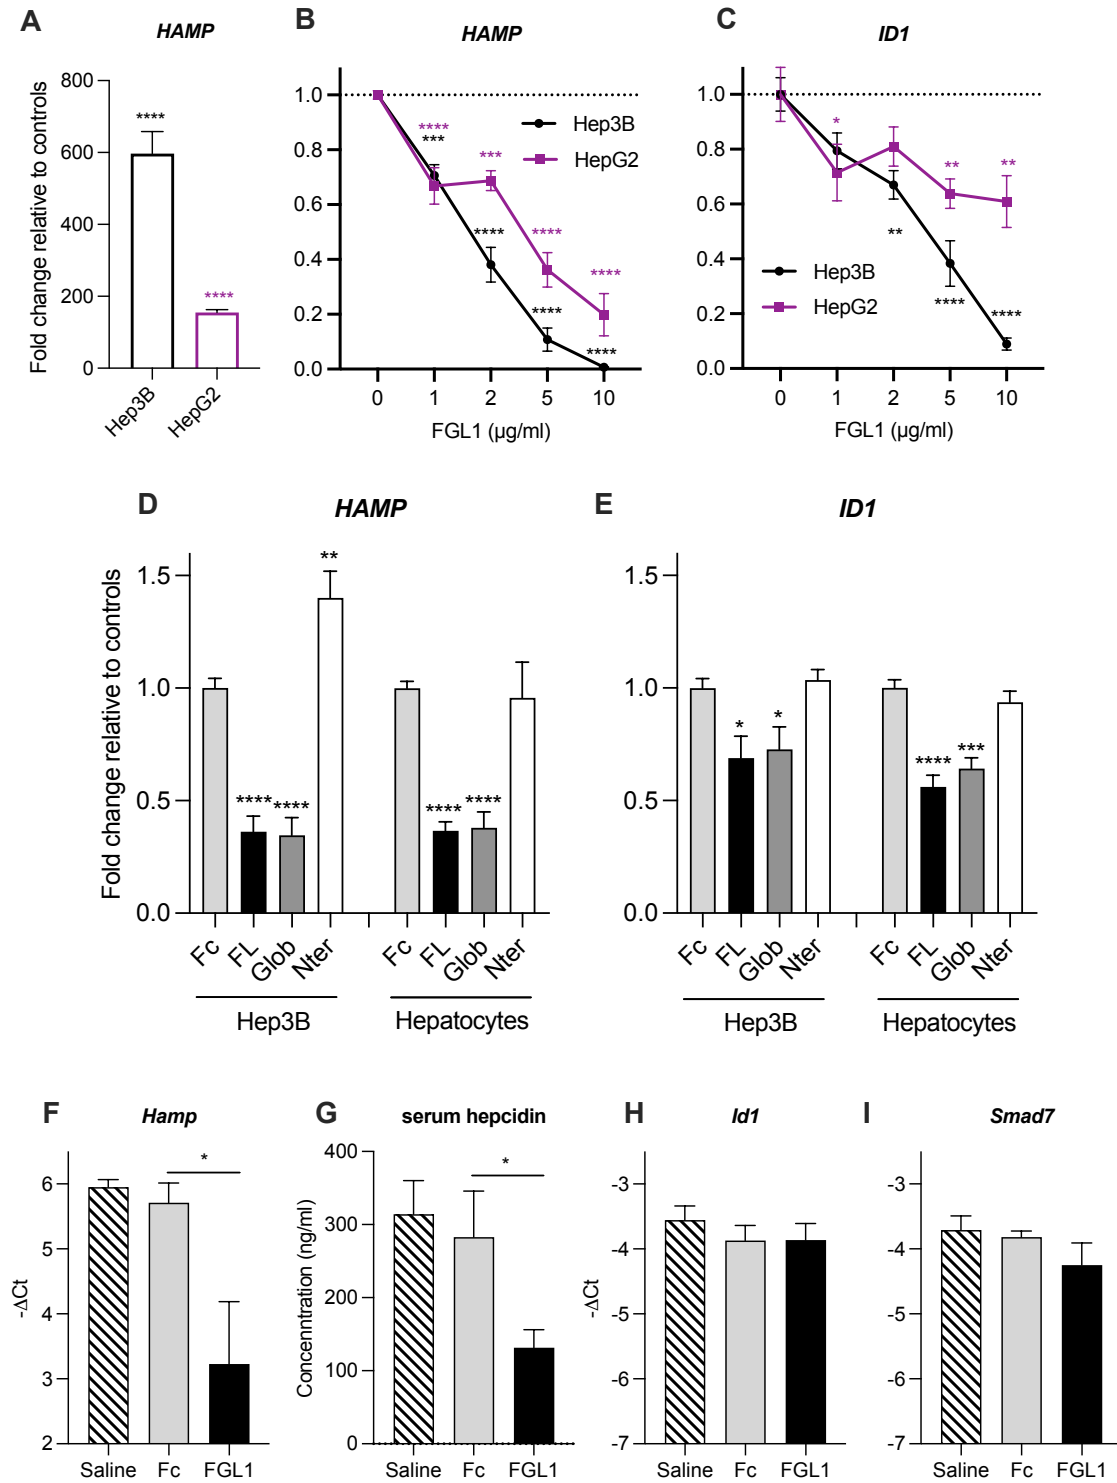 A
HAMP
Fold change relative to controls
800
600
400
200
0
****
****
Hep3B
HepG2
B
HAMP
1.0
0.8
0.6
0.4
0.2
0.0
****
***
***
****
****
****
****
****
Hep3B
HepG2
0 1 2 5 10
FGL1 (µg/ml)
C
ID1
1.0
0.8
0.6
0.4
0.2
0.0
*
**
**
**
****
****
Hep3B
HepG2
0 1 2 5 10
FGL1 (µg/ml)
D
HAMP
Fold change relative to controls
1.5
1.0
0.5
0.0
**
**** ****
**** ****
Fc FL Glob Nter Fc FL Glob Nter
Hep3B Hepatocytes
E
ID1
1.5
1.0
0.5
0.0
* *
**** ***
Fc FL Glob Nter Fc FL Glob Nter
Hep3B Hepatocytes
F
Hamp
-ΔCt
6
5
4
3
2
*
Saline Fc FGL1
G
serum hepcidin
Concenntration (ng/ml)
400
300
200
100
0
*
Saline Fc FGL1
H
Id1
-ΔCt
-3
-4
-5
-6
-7
Saline Fc FGL1
I
Smad7
-3
-4
-5
-6
-7
Saline Fc FGL1